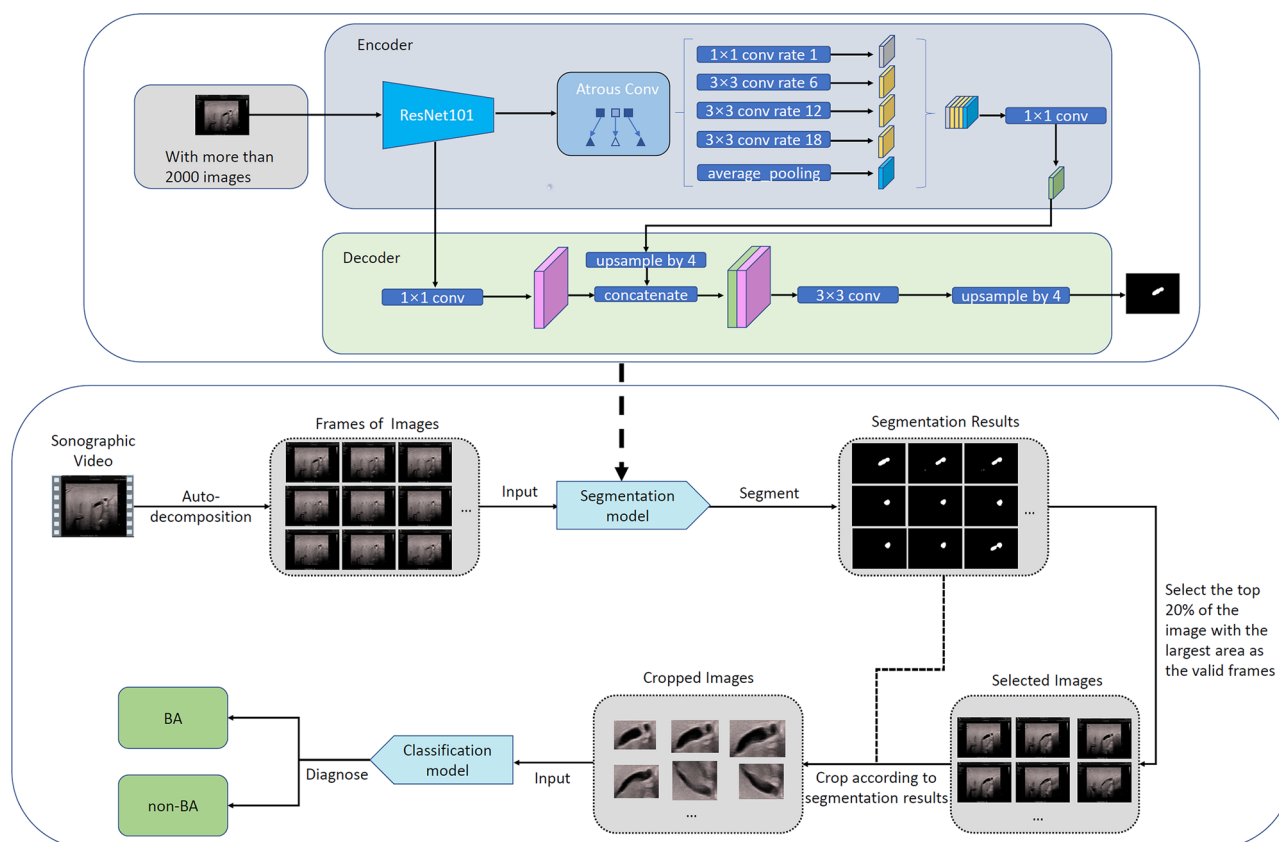 Encoder
With more than
2000 images
ResNet101
Atrous Conv
1×1 conv rate 1
3×3 conv rate 6
3×3 conv rate 12
3×3 conv rate 18
average_pooling
1×1 conv
Decoder
1×1 conv
upsample by 4
concatenate
3×3 conv
upsample by 4
Sonographic
Video
Auto-
decomposition
Frames of Images
...
Input
Segmentation
model
Segment
Segmentation Results
...
Select the top
20% of the
image with the
largest area as
the valid frames
Selected Images
...
Crop according to
segmentation results
Cropped Images
...
Input
Classification
model
Diagnose
BA
non-BA